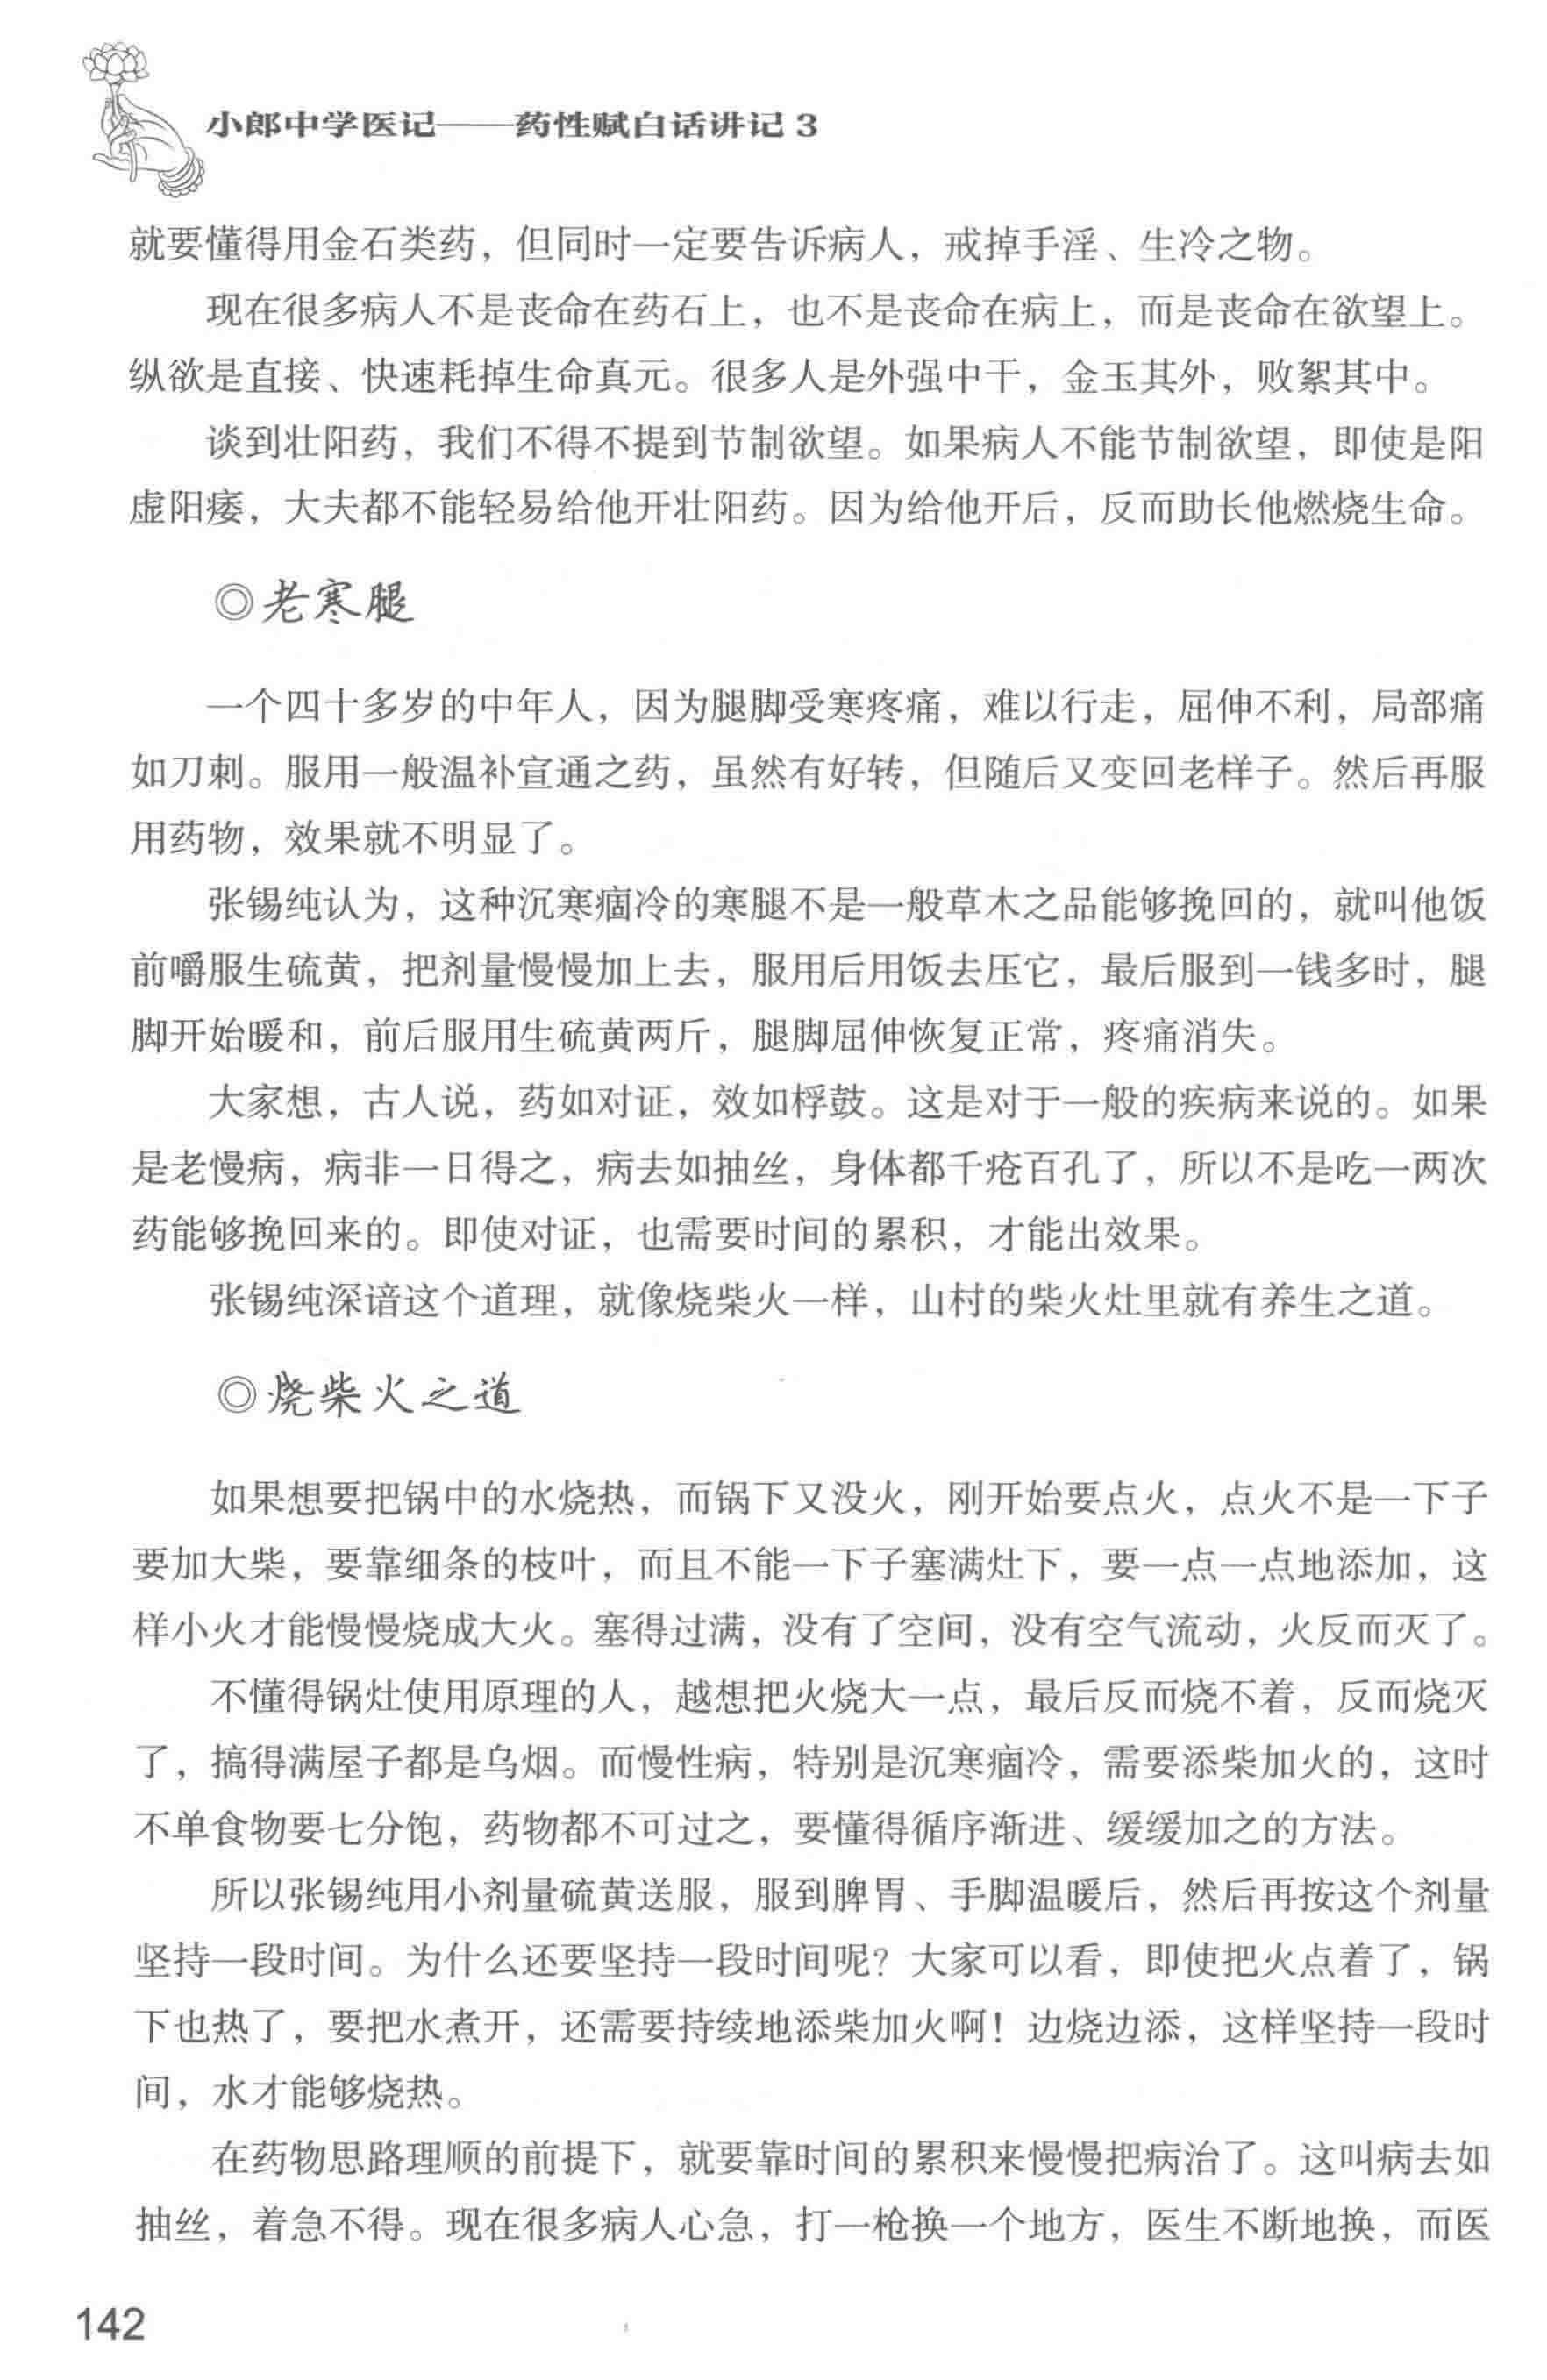 小郎中学医记——药性赋白话讲记3
就要懂得用金石类药，但同时一定要告诉病人，戒掉手淫、生冷之物。
现在很多病人不是丧命在药石上，也不是丧命在病上，而是丧命在欲望上。
纵欲是直接、快速耗掉生命真元。很多人是外强中干，金玉其外，败絮其中。
谈到壮阳药，我们不得不提到节制欲望。如果病人不能节制欲望，即使是阳
虚阳痿，大夫都不能轻易给他开壮阳药。因为给他开后，反而助长他燃烧生命。
◎老寒腿
一个四十多岁的中年人，因为腿脚受寒疼痛，难以行走，屈伸不利，局部痛
如刀刺。服用一般温补宣通之药，虽然有好转，但随后又变回老样子。然后再服
用药物，效果就不明显了。
张锡纯认为，这种沉寒痼冷的寒腿不是一般草木之品能够挽回的，就叫他饭
前嚼服生硫黄，把剂量慢慢加上去，服用后用饭去压它，最后服到一钱多时，腿
脚开始暖和，前后服用生硫黄两斤，腿脚屈伸恢复正常，疼痛消失。
大家想，古人说，药如对证，效如桴鼓。这是对于一般的疾病来说的。如果
是老慢病，病非一日得之，病去如抽丝，身体都千疮百孔了，所以不是吃一两次
药能够挽回来的。即使对证，也需要时间的累积，才能出效果。
张锡纯深谙这个道理，就像烧柴火一样，山村的柴火灶里就有养生之道。
◎烧柴火之道
如果想要把锅中的水烧热，而锅下又没火，刚开始要点火，点火不是一下子
要加大柴，要靠细条的枝叶，而且不能一下子塞满灶下，要一点一点地添加，这
样小火才能慢慢烧成大火。塞得过满，没有了空间，没有空气流动，火反而灭了。
不懂得锅灶使用原理的人，越想把火烧大一点，最后反而烧不着，反而烧灭
了，搞得满屋子都是乌烟。而慢性病，特别是沉寒痼冷，需要添柴加火的，这时
不单食物要七分饱，药物都不可过之，要懂得循序渐进、缓缓加之的方法。
所以张锡纯用小剂量硫黄送服，服到脾胃、手脚温暖后，然后再按这个剂量
坚持一段时间。为什么还要坚持一段时间呢？大家可以看，即使把火点着了，锅
下也热了，要把水煮开，还需要持续地添柴加火啊！边烧边添，这样坚持一段时
间，水才能够烧热。
在药物思路理顺的前提下，就要靠时间的累积来慢慢把病治了。这叫病去如
抽丝，着急不得。现在很多病人心急，打一枪换一个地方，医生不断地换，而医
142